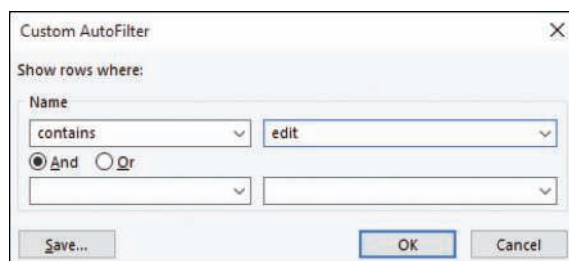 Custom AutoFilter
Show rows where:
Name
contains edit
And Or
Save... OK Cancel